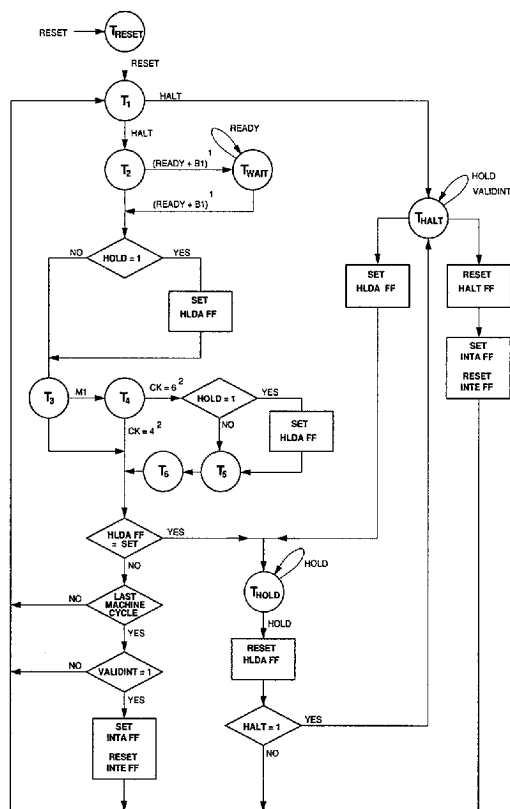 RESET
TRESET
RESET
T1
HALT
HALT
T2
(READY + B1)1
READY
TWAIT
(READY + B1)1
HOLD
VALIDINT
THALT
NO
HOLD = 1
YES
SET
HLDA FF
SET
HLDA FF
RESET
HALT FF
SET
INTA FF
RESET
INTE FF
T3
M1
T4
CK = 6 2
HOLD = 1
YES
CK = 4 2
NO
SET
HLDA FF
T6
T5
HLDA FF
= SET
YES
NO
HOLD
THOLD
HOLD
NO
LAST
MACHINE
CYCLE
YES
RESET
HLDA FF
NO
VALIDINT = 1
YES
HALT = 1
YES
NO
SET
INTA FF
RESET
INTE FF